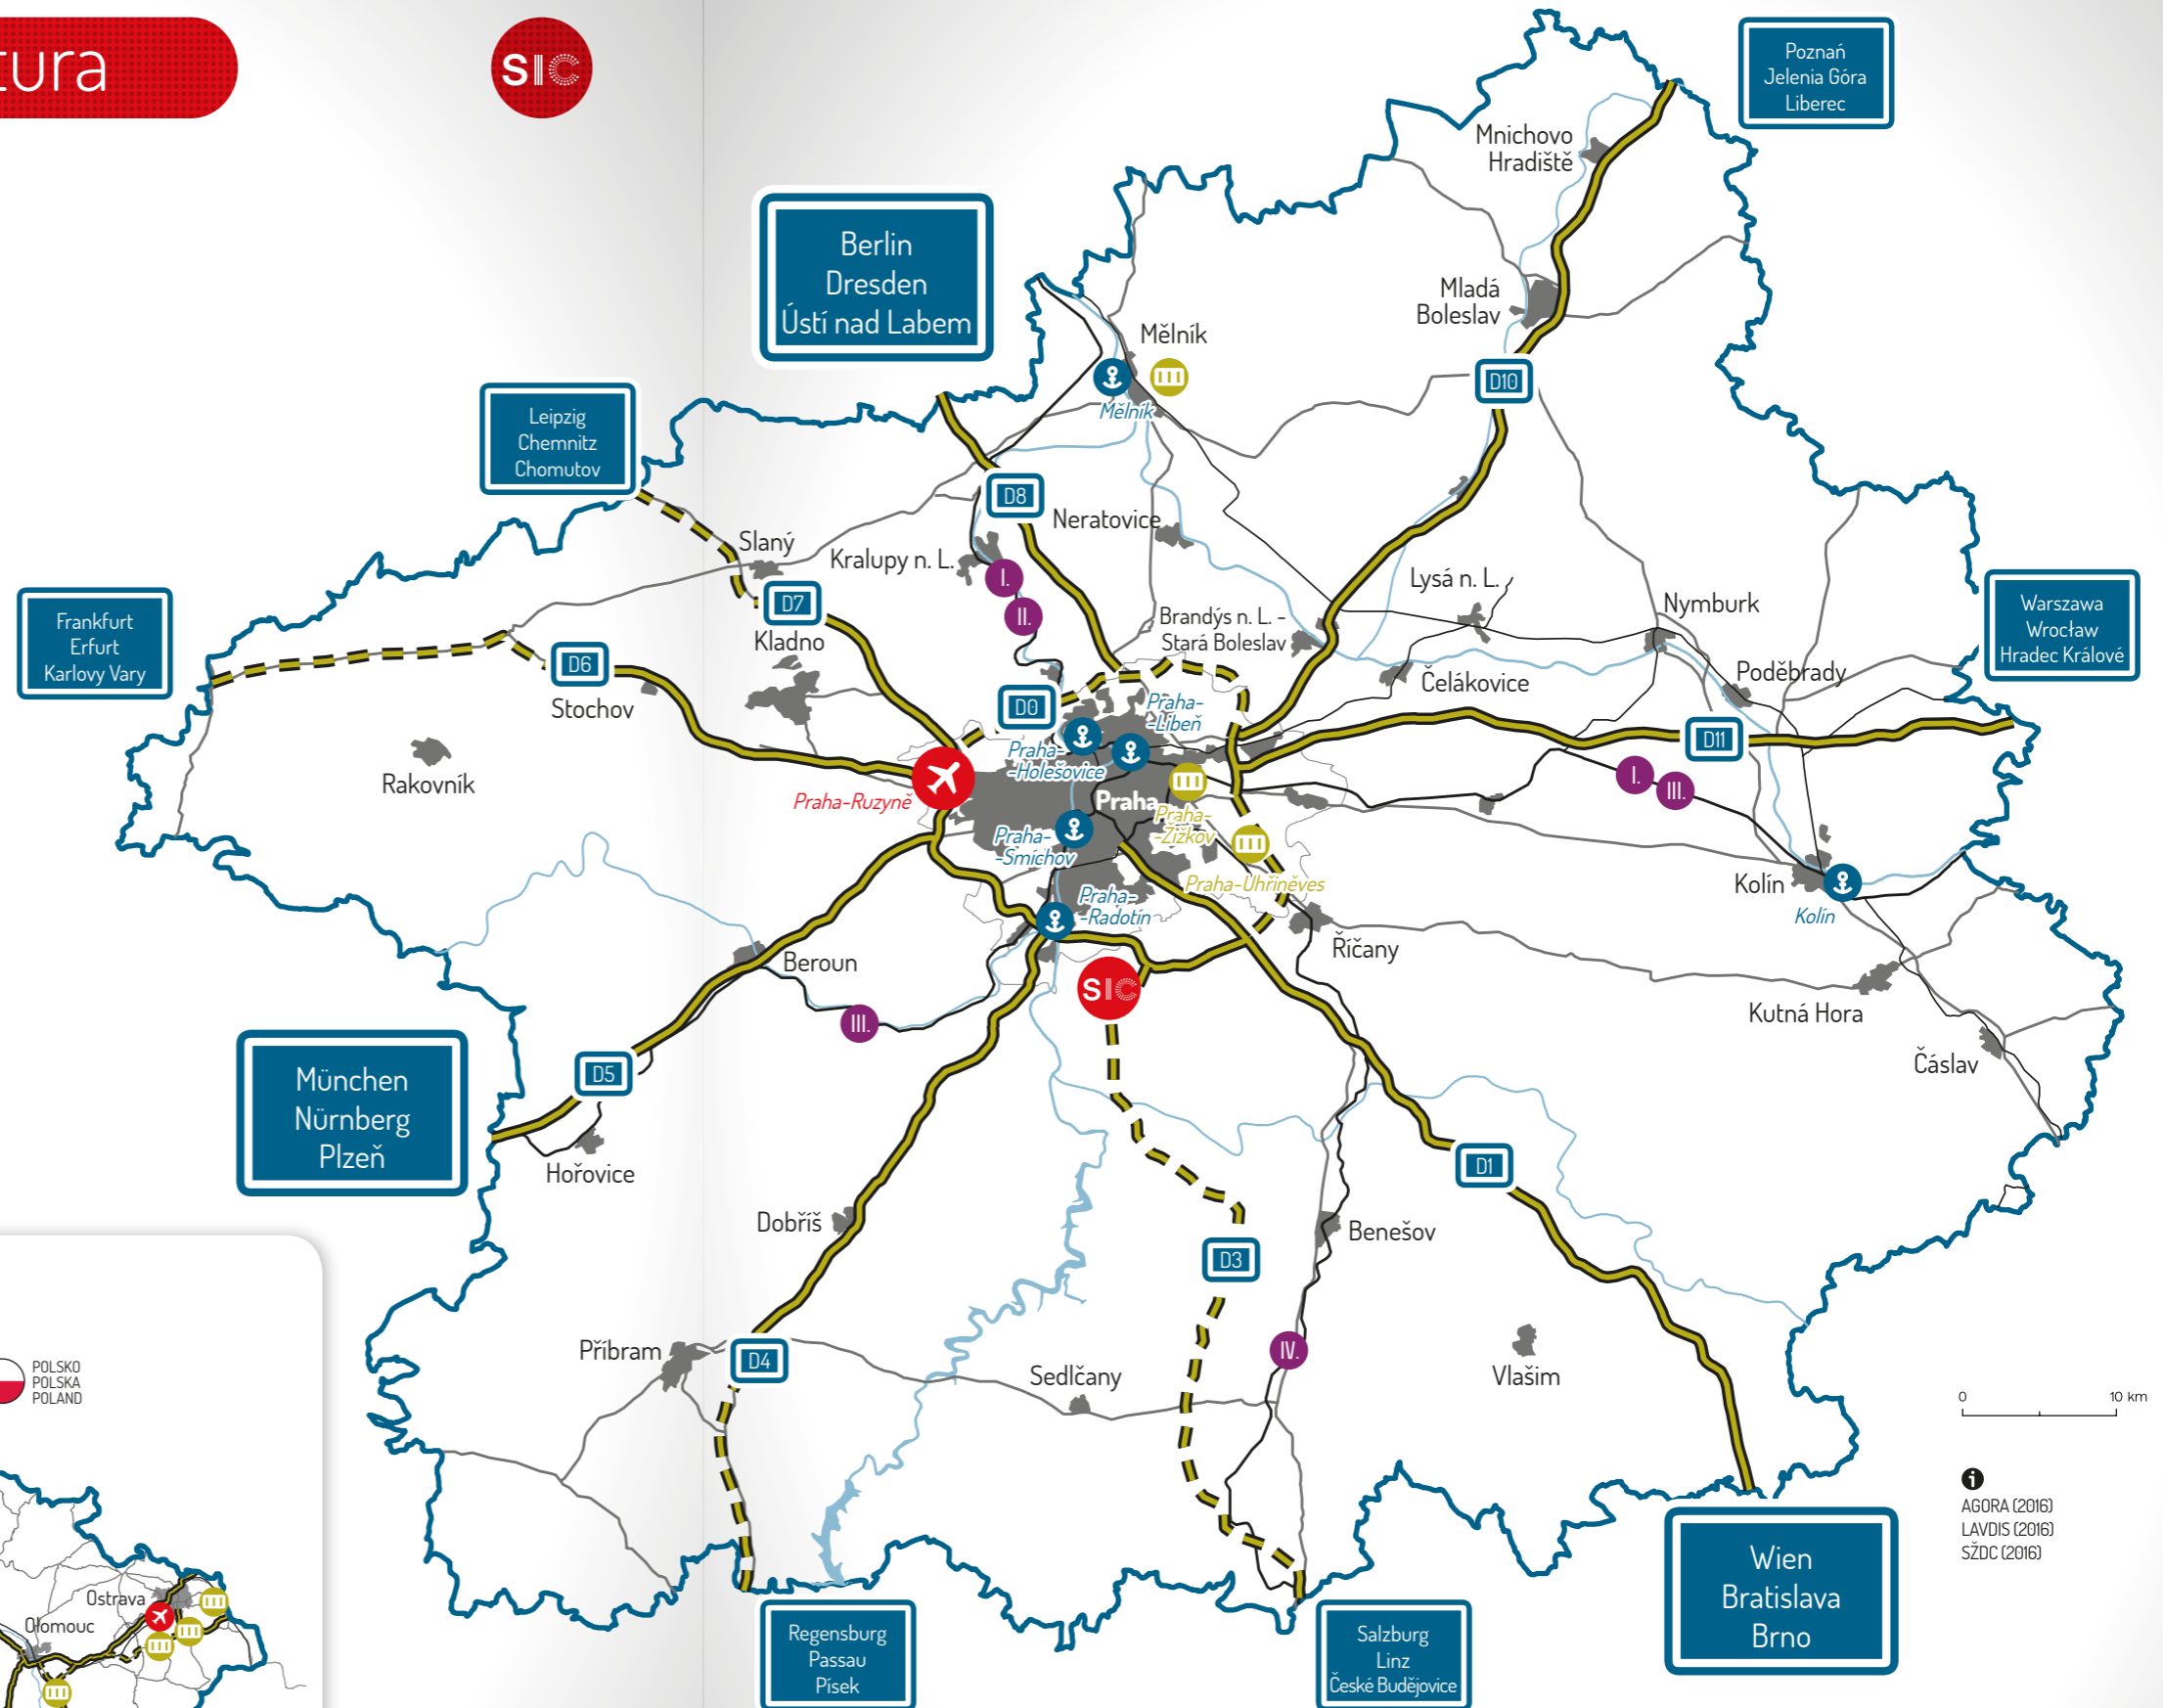 tura
SIC
Poznań
Jelenia Góra
Liberec
Mnichovo
Hradiště
Berlin
Dresden
Ústí nad Labem
Mladá
Boleslav
Mělník
Mělník
D10
Leipzig
Chemnitz
Chomutov
D8
Neratovice
Slaný
Kralupy n. L.
I.
II.
Lysá n. L.
D7
Kladno
Brandýs n. L. -
Stará Boleslav
Nymburk
Frankfurt
Erfurt
Karlovy Vary
Warszawa
Wrocław
Hradec Králové
D6
Stochov
Čelákovice
Poděbrady
D0
Praha-
-Libeň
D11
Praha-
-Holešovice
Rakovník
Praha-Ruzyně
Praha
I.
III.
Praha-
-Žižkov
Praha-
-Smíchov
Praha-Uhříněves
Kolín
Kolín
Praha-
-Radotín
Říčany
Beroun
SIC
Kutná Hora
III.
Čáslav
D5
München
Nürnberg
Plzeň
Hořovice
D1
Dobříš
Benešov
D3
Příbram
D4
IV.
Sedlčany
Vlašim
POLSKO
POLSKA
POLAND
0
10 km
i
AGORA (2016)
LAVDIS (2016)
SŽDC (2016)
Wien
Bratislava
Brno
Ostrava
Olomouc
Regensburg
Passau
Písek
Salzburg
Linz
České Budějovice